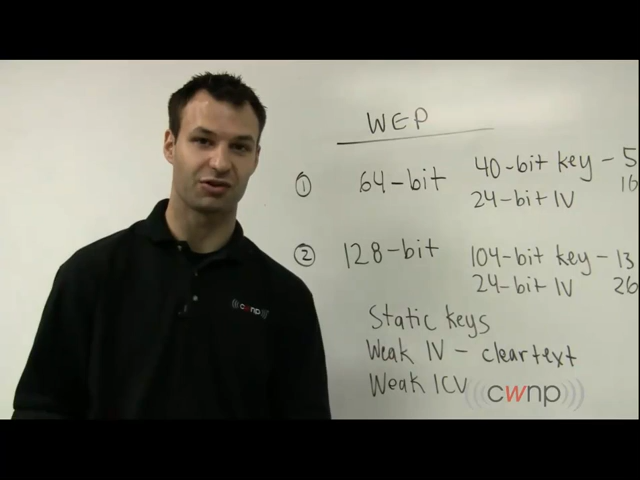 WEP
① 64-bit 40-bit key - 5
24-bit IV 10
② 128-bit 104-bit key - 13
24-bit IV 26
Static keys
Weak IV - cleartext
Weak ICV
cwnp
cwnp